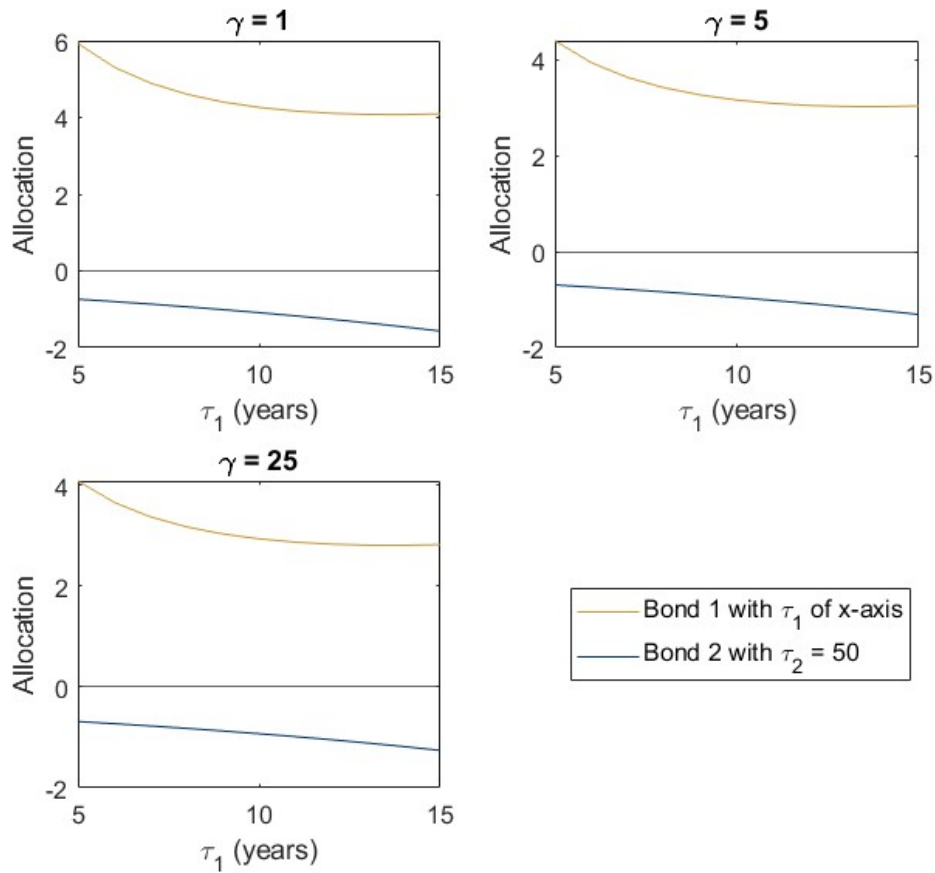 γ = 1
6
4
2
0
-2
Allocation
5
10
15
τ₁ (years)
γ = 5
4
2
0
-2
Allocation
5
10
15
τ₁ (years)
γ = 25
4
2
0
-2
Allocation
5
10
15
τ₁ (years)
Bond 1 with τ₁ of x-axis
Bond 2 with τ₂ = 50